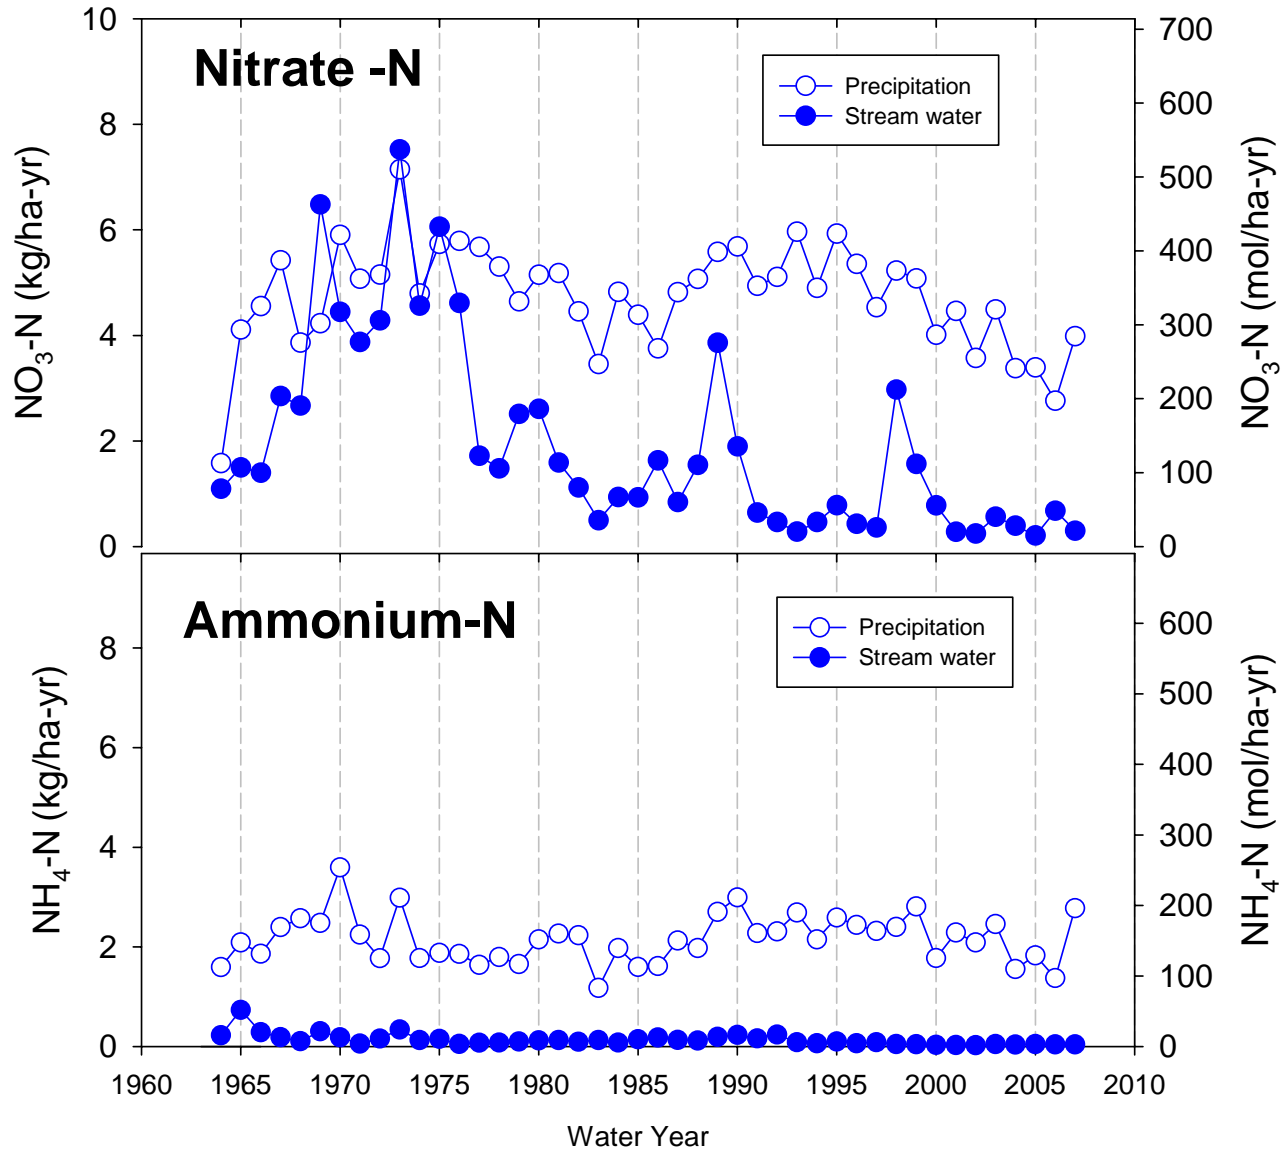 Nitrate -N
Precipitation
Stream water
NO₃-N (kg/ha-yr)
10
8
6
4
2
0
NO₃-N (mol/ha-yr)
700
600
500
400
300
200
100
0
Ammonium-N
Precipitation
Stream water
NH₄-N (kg/ha-yr)
8
6
4
2
0
NH₄-N (mol/ha-yr)
600
500
400
300
200
100
0
1960 1965 1970 1975 1980 1985 1990 1995 2000 2005 2010
Water Year